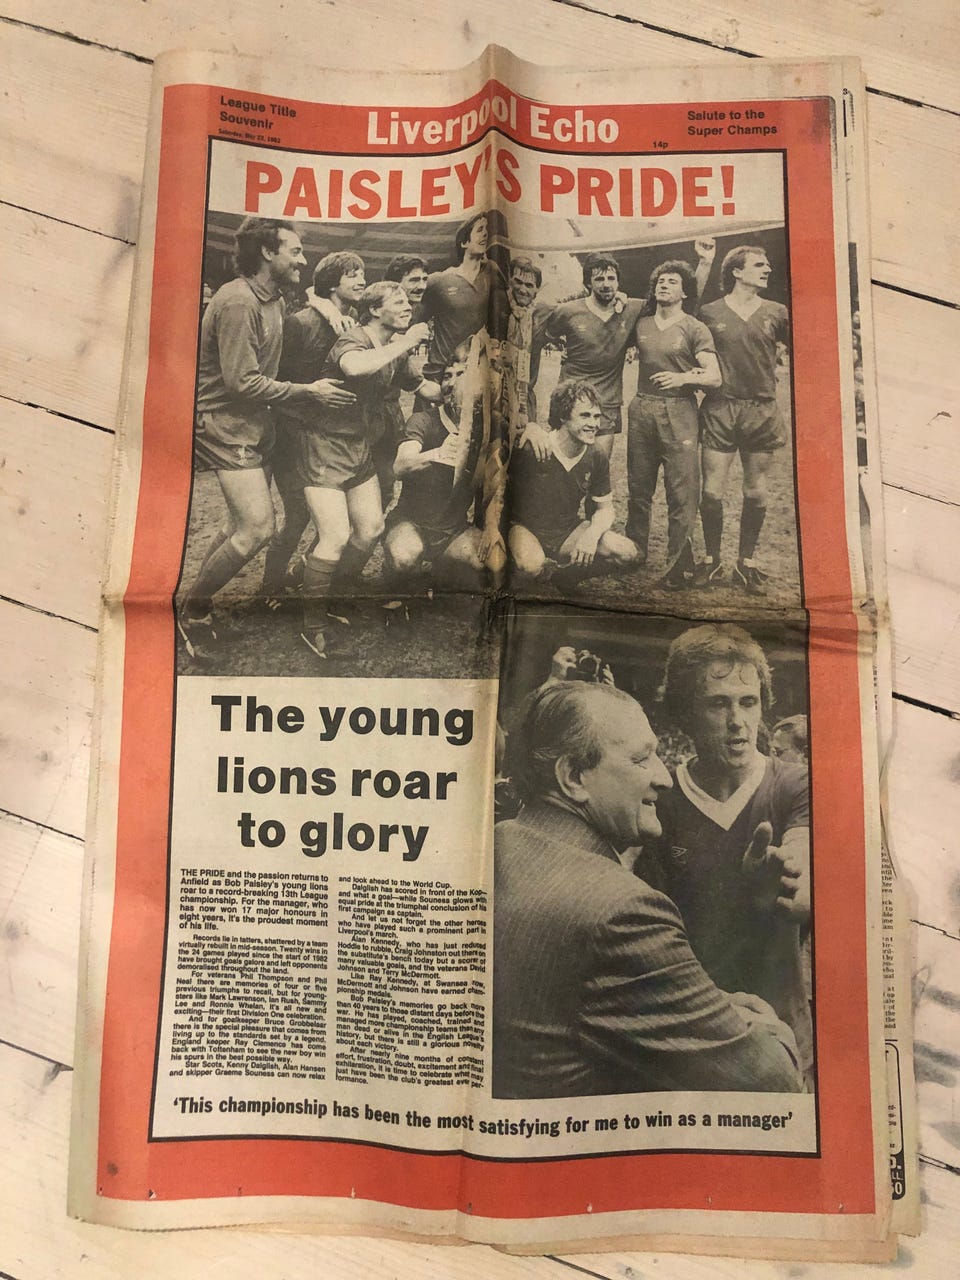 League Title
Souvenir
Saturday, May 22, 1982
Liverpool Echo
14p
Salute to the
Super Champs
PAISLEY'S PRIDE!
The young
lions roar
to glory
THE PRIDE and the passion returns to
Anfield as Bob Paisley's young lions
roar to a record-breaking 13th League
championship. For the manager, who
has now won 17 major honours in
eight years, it's the proudest moment
of his life.
Records lie in tatters, shattered by a team
virtually rebuilt in mid-season. Twenty wins in
the 24 games played since the start of 1982
have brought goals galore and left opponents
demoralised throughout the land.
For veterans Phil Thompson and Phil
Neal there are memories of four or five
previous triumphs to recall, but for young-
stars like Mark Lawrenson, Ian Rush, Sammy
Lee and Ronnie Whelan, it's all new and
exciting—their first Division One celebration.
And for goalkeeper Bruce Grobbelaar
there is the special pleasure that comes from
living up to the standards set by a legend.
England keeper Ray Clemence has come
back with Tottenham to see the new boy win
his spurs in the best possible way.
Star Scots, Kenny Dalglish, Alan Hansen
and skipper Graeme Souness can now relax
and look ahead to the World Cup.
Dalglish has scored in front of the Kop—
and what a goal—while Souness glows with
equal pride at the triumphal conclusion of his
first campaign as captain.
And let us not forget the other heroes
who have played such a prominent part in
Liverpool's march.
Alan Kennedy, who has just reduced
Hoddle to rubble, Craig Johnston out there on
the substitute's bench today but a scorer of
many valuable goals, and the veterans David
Johnson and Terry McDermott.
Like Ray Kennedy, at Swansea now,
McDermott and Johnson have earned cham-
pionship medals.
Bob Paisley's memories go back more
than 40 years to those distant days before the
war. He has played, coached, trained and
managed more championship teams than any
man dead or alive in the English League's
history, but there is still a glorious novelty
about each victory.
After nearly nine months of constant
effort, frustration, doubt, excitement and final
exhilaration, it is time to celebrate what may
just have been the club's greatest ever per-
formance.
'This championship has been the most satisfying for me to win as a manager'